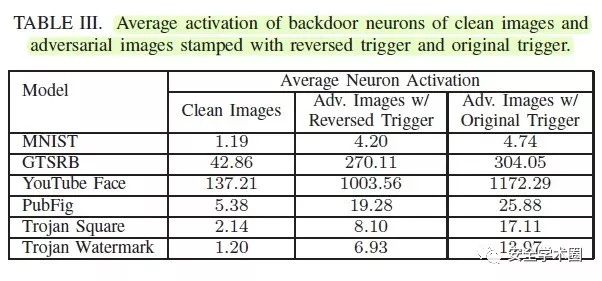 TABLE III. Average activation of backdoor neurons of clean images and
adversarial images stamped with reversed trigger and original trigger.
Model Average Neuron Activation
Clean Images Adv. Images w/ Reversed Trigger Adv. Images w/ Original Trigger
MNIST 1.19 4.20 4.74
GTSRB 42.86 270.11 304.05
YouTube Face 137.21 1003.56 1172.29
PubFig 5.38 19.28 25.88
Trojan Square 2.14 8.10 17.11
Trojan Watermark 1.20 6.93
安全学术圈